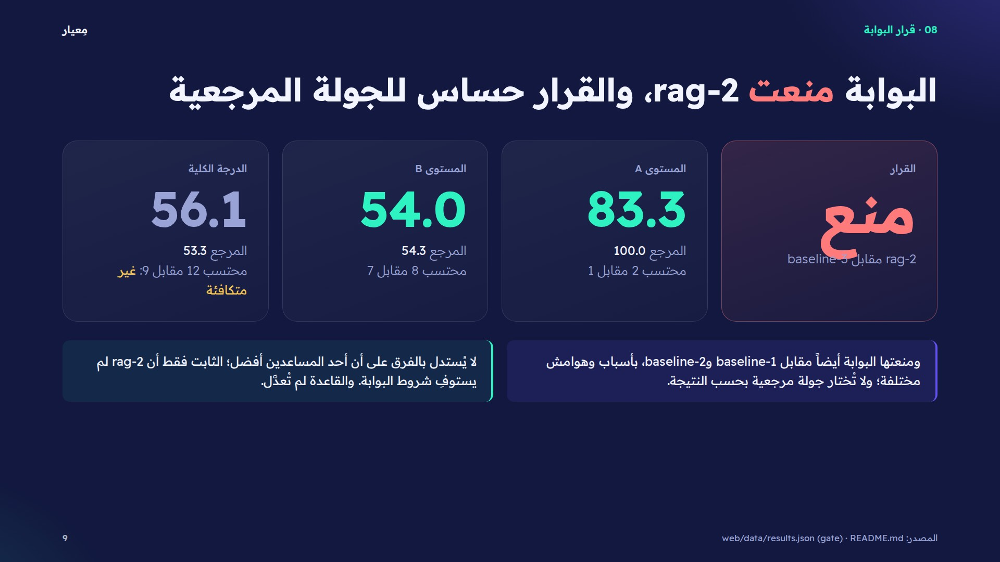 08 · قرار البوابة
مِعيار
البوابة منعت rag-2، والقرار حساس للجولة المرجعية
القرار
منع
rag-2 مقابل baseline-3
المستوى A
83.3
المرجع 100.0
محتسب 2 مقابل 1
المستوى B
54.0
المرجع 54.3
محتسب 8 مقابل 7
الدرجة الكلية
56.1
المرجع 53.3
محتسب 12 مقابل 9: غير
متكافئة
ومنعتها البوابة أيضاً مقابل baseline-1 وbaseline-2، بأسباب وهوامش
مختلفة؛ ولا تُختار جولة مرجعية بحسب النتيجة.
لا يُستدل بالفرق على أن أحد المساعدين أفضل؛ الثابت فقط أن rag-2 لم
يستوفِ شروط البوابة. والقاعدة لم تُعدَّل.
المصدر: web/data/results.json (gate) · README.md
9